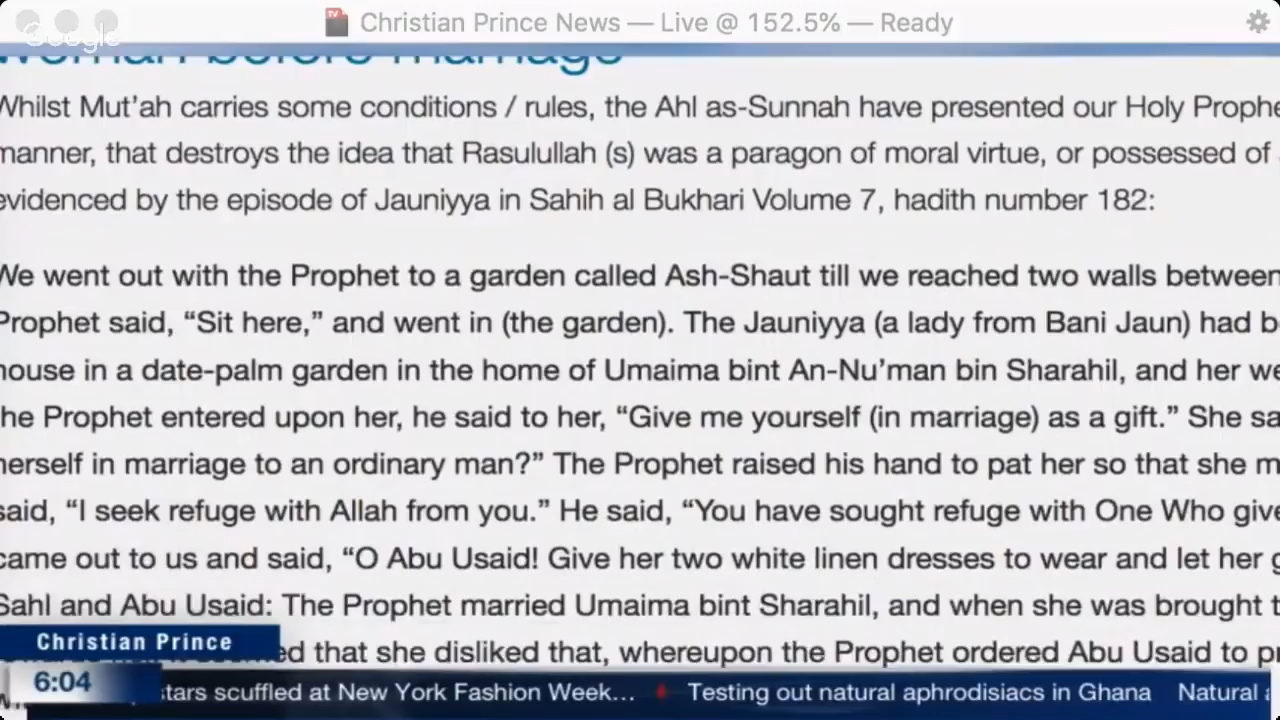 Christian Prince News — Live @ 152.5% — Ready
Google
woman before marriage
Whilst Mut'ah carries some conditions / rules, the Ahl as-Sunnah have presented our Holy Prophe
manner, that destroys the idea that Rasulullah (s) was a paragon of moral virtue, or possessed of
evidenced by the episode of Jauniyya in Sahih al Bukhari Volume 7, hadith number 182:
We went out with the Prophet to a garden called Ash-Shaut till we reached two walls between
Prophet said, “Sit here,” and went in (the garden). The Jauniyya (a lady from Bani Jaun) had b
house in a date-palm garden in the home of Umaima bint An-Nu'man bin Sharahil, and her we
the Prophet entered upon her, he said to her, “Give me yourself (in marriage) as a gift.” She sa
herself in marriage to an ordinary man?” The Prophet raised his hand to pat her so that she m
said, “I seek refuge with Allah from you.” He said, “You have sought refuge with One Who give
came out to us and said, “O Abu Usaid! Give her two white linen dresses to wear and let her g
Sahl and Abu Usaid: The Prophet married Umaima bint Sharahil, and when she was brought t
ed that she disliked that, whereupon the Prophet ordered Abu Usaid to pr
Christian Prince
6:04
stars scuffled at New York Fashion Week... Testing out natural aphrodisiacs in Ghana Natural